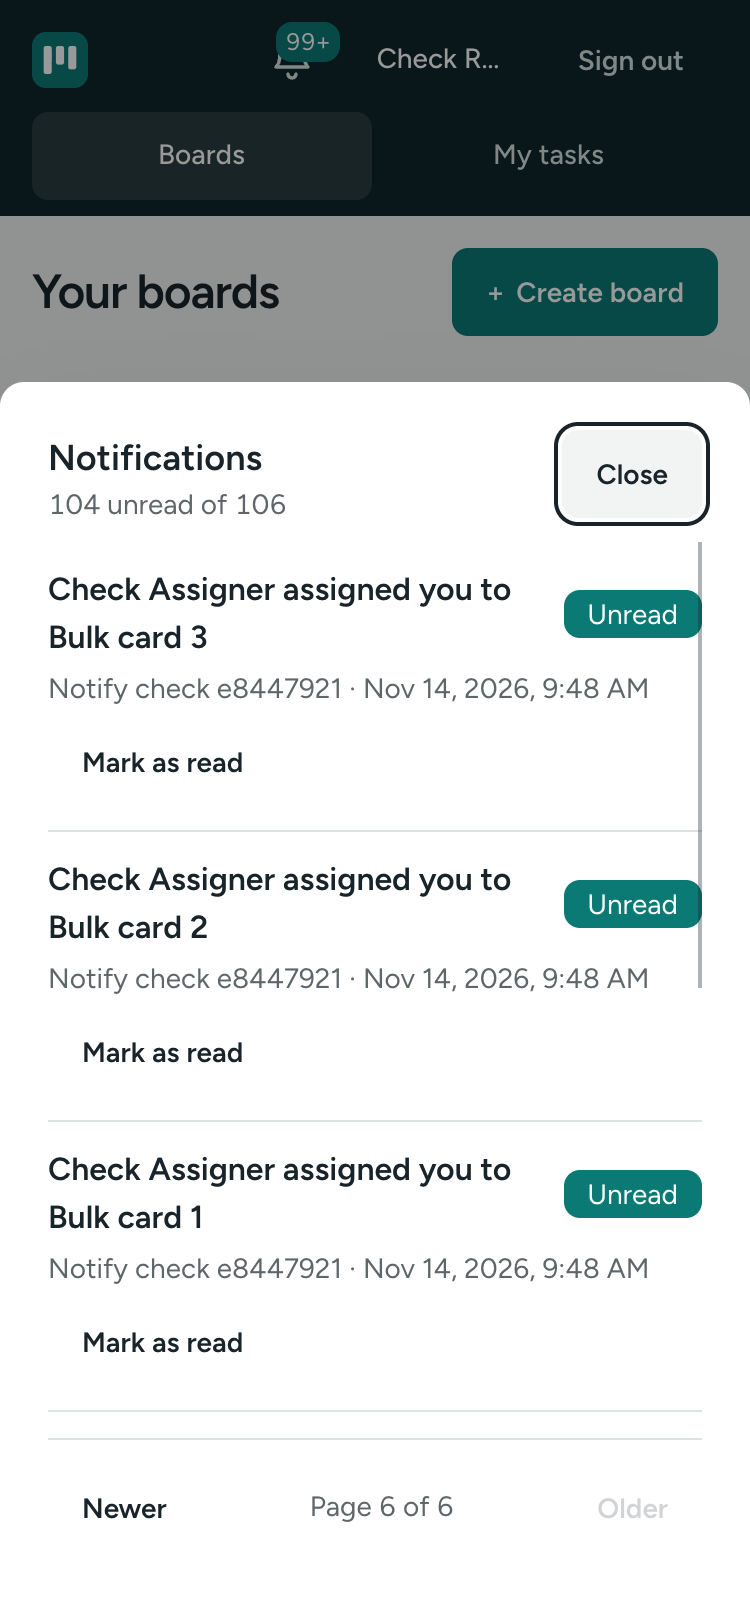 99+
Check R...
Sign out
Boards
My tasks
Your boards
+ Create board
Notifications
104 unread of 106
Close
Check Assigner assigned you to
Bulk card 3
Unread
Notify check e8447921 · Nov 14, 2026, 9:48 AM
Mark as read
Check Assigner assigned you to
Bulk card 2
Unread
Notify check e8447921 · Nov 14, 2026, 9:48 AM
Mark as read
Check Assigner assigned you to
Bulk card 1
Unread
Notify check e8447921 · Nov 14, 2026, 9:48 AM
Mark as read
Newer
Page 6 of 6
Older